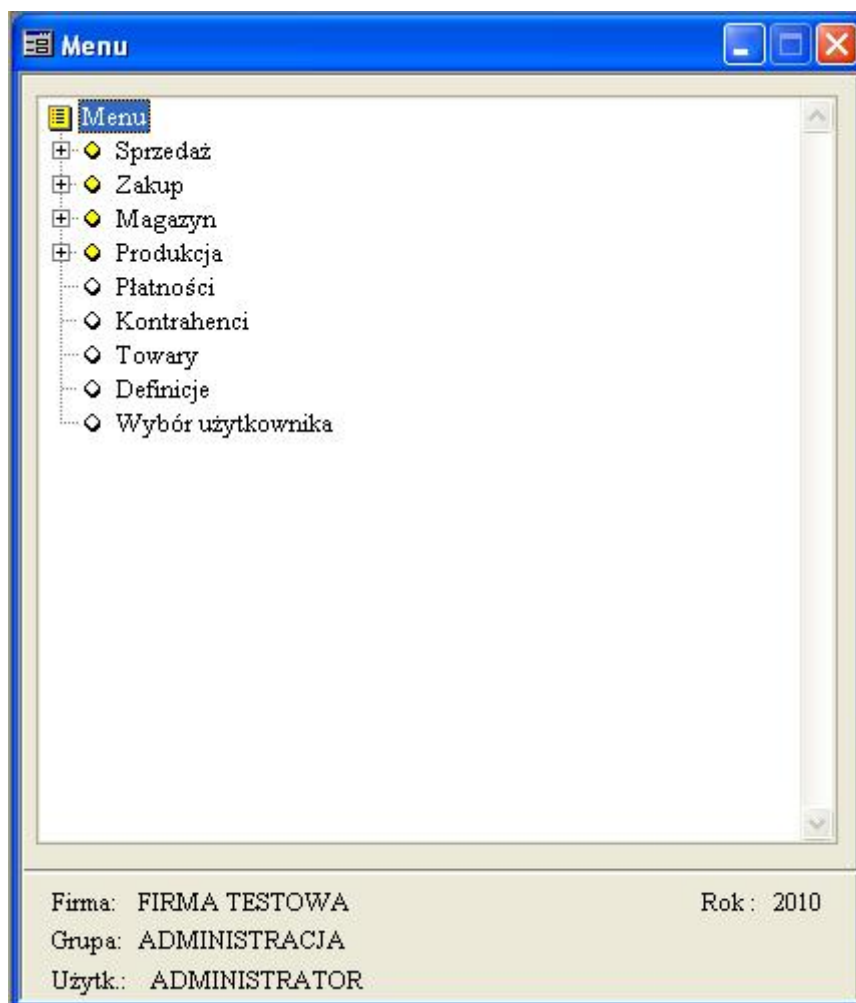 Menu
Menu
Sprzedaż
Zakup
Magazyn
Produkcja
Płatności
Kontrahenci
Towary
Definicje
Wybór użytkownika
Firma: FIRMA TESTOWA Rok : 2010
Grupa: ADMINISTRACJA
Użytk.: ADMINISTRATOR